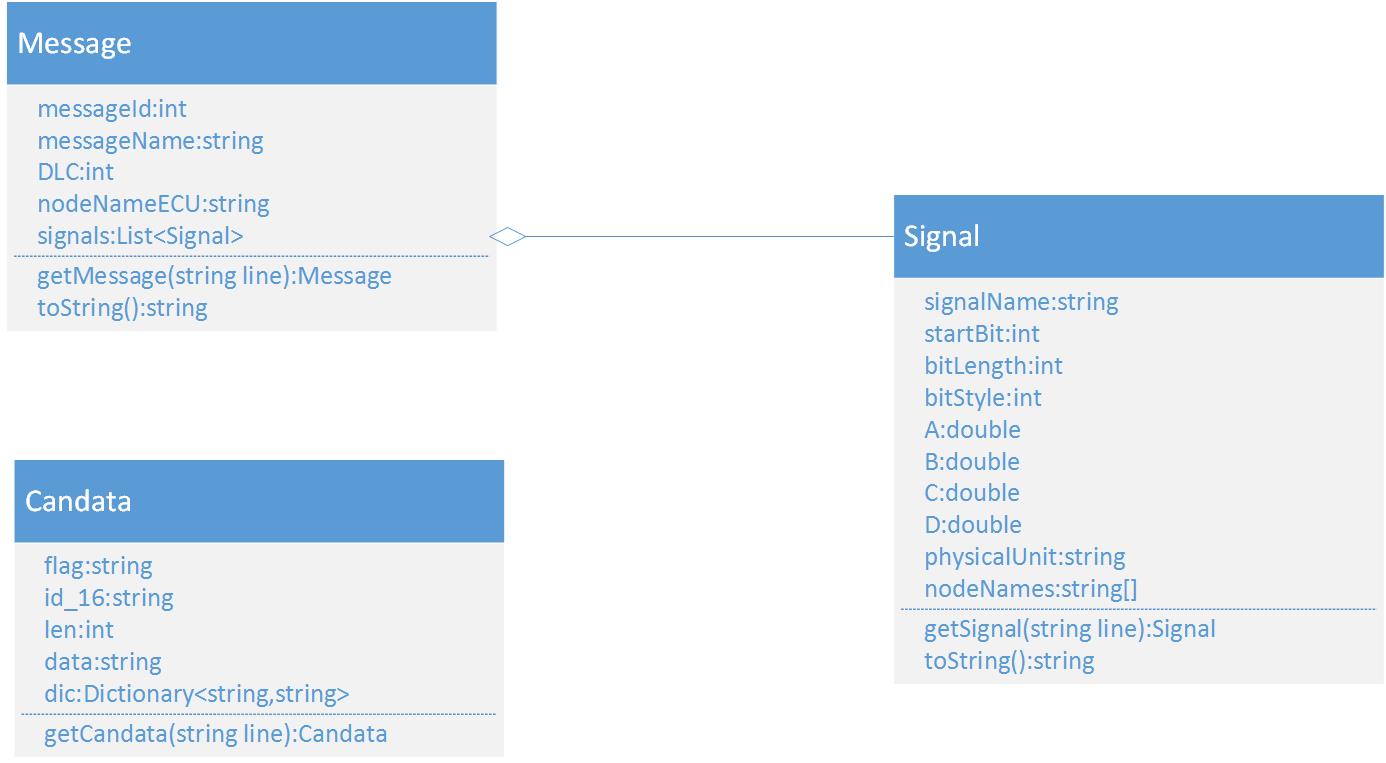 Message
messageId:int
messageName:string
DLC:int
nodeNameECU:string
signals:List<Signal>
getMessage(string line):Message
toString():string
Signal
signalName:string
startBit:int
bitLength:int
bitStyle:int
A:double
B:double
C:double
D:double
physicalUnit:string
nodeNames:string[]
getSignal(string line):Signal
toString():string
Candata
flag:string
id_16:string
len:int
data:string
dic:Dictionary<string,string>
getCandata(string line):Candata